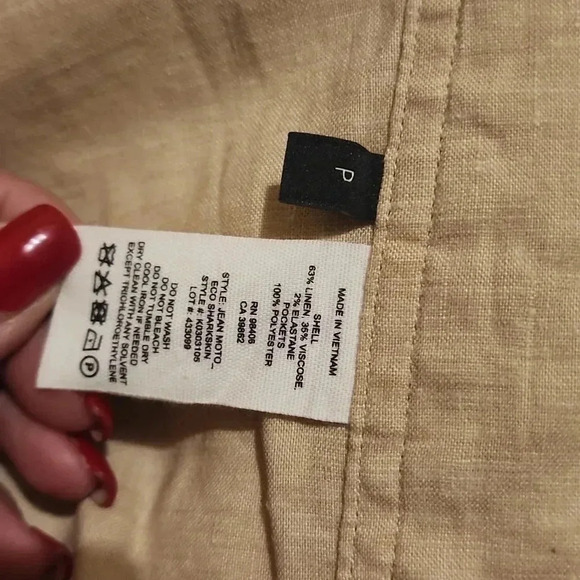 P
MADE IN VIETNAM
SHELL
63% LINEN, 35% VISCOSE,
2% ELASTANE
POCKETS
100% POLYESTER
RN 98408
CA 39882
STYLE: JEAN MOTO –
ECO SHARKSKIN
STYLE #: K0303105
LOT #: 433099
DO NOT WASH
DO NOT BLEACH
DO NOT TUMBLE DRY
COOL IRON IF NEEDED
DRY CLEAN WITH ANY SOLVENT
EXCEPT TRICHLOROETHYLENE
P